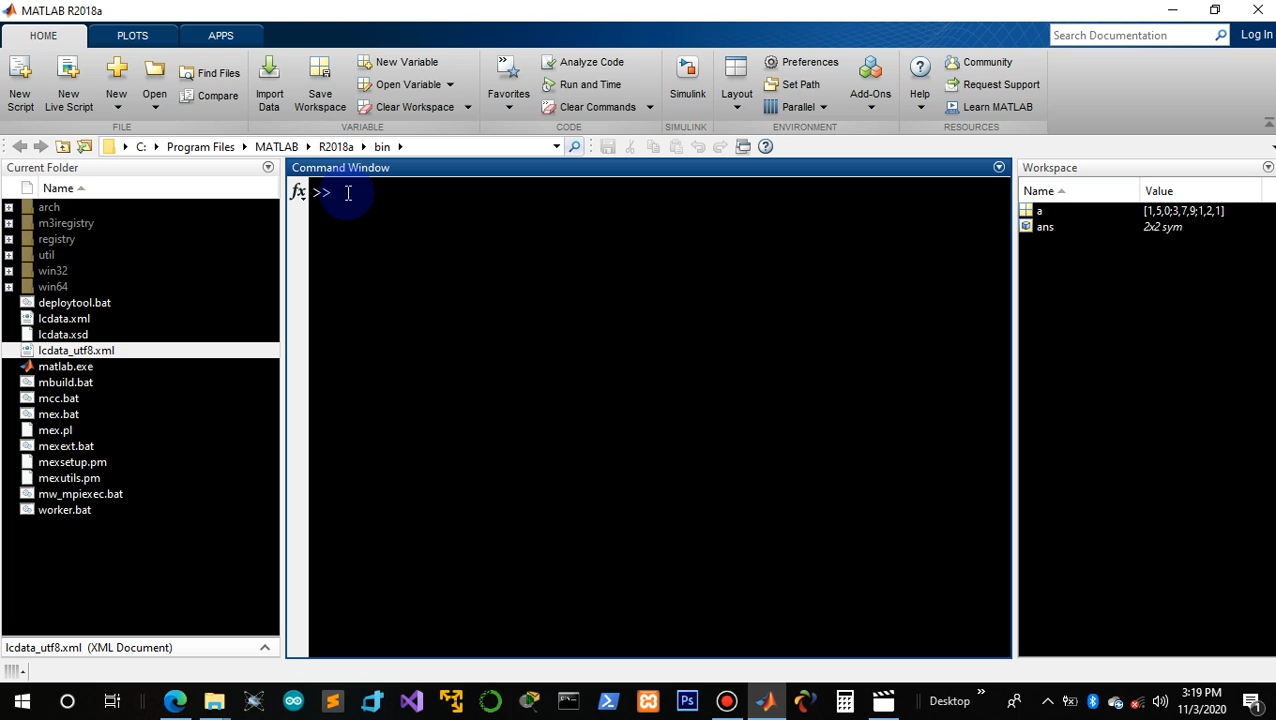 MATLAB R2018a
HOME
PLOTS
APPS
Search Documentation
Log In
New Script
New Live Script
New
Open
Find Files
Compare
Import Data
Save Workspace
New Variable
Open Variable
Clear Workspace
Favorites
Analyze Code
Run and Time
Clear Commands
Simulink
Layout
Preferences
Set Path
Parallel
Add-Ons
Help
Community
Request Support
Learn MATLAB
FILE
VARIABLE
CODE
SIMULINK
ENVIRONMENT
RESOURCES
C: Program Files MATLAB R2018a bin
Current Folder
Name
arch
m3iregistry
registry
util
win32
win64
deploytool.bat
lcdata.xml
lcdata.xsd
lcdata_utf8.xml
matlab.exe
mbuild.bat
mcc.bat
mex.bat
mex.pl
mexext.bat
mexsetup.pm
mexutils.pm
mw_mpiexec.bat
worker.bat
lcdata_utf8.xml (XML Document)
Command Window
fx >>
Workspace
Name Value
a [1,5,0;3,7,9;1,2,1]
ans 2x2 sym
Ps
Desktop
3:19 PM
11/3/2020
1